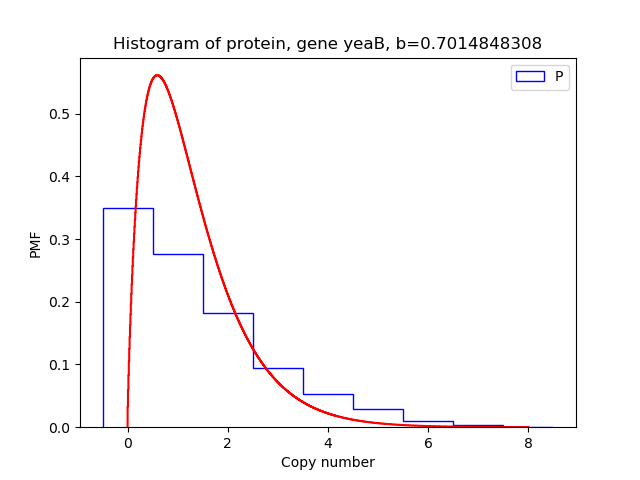 Histogram of protein, gene yeaB, b=0.7014848308
P
0.5
0.4
0.3
0.2
0.1
0.0
PMF
0 2 4 6 8
Copy number